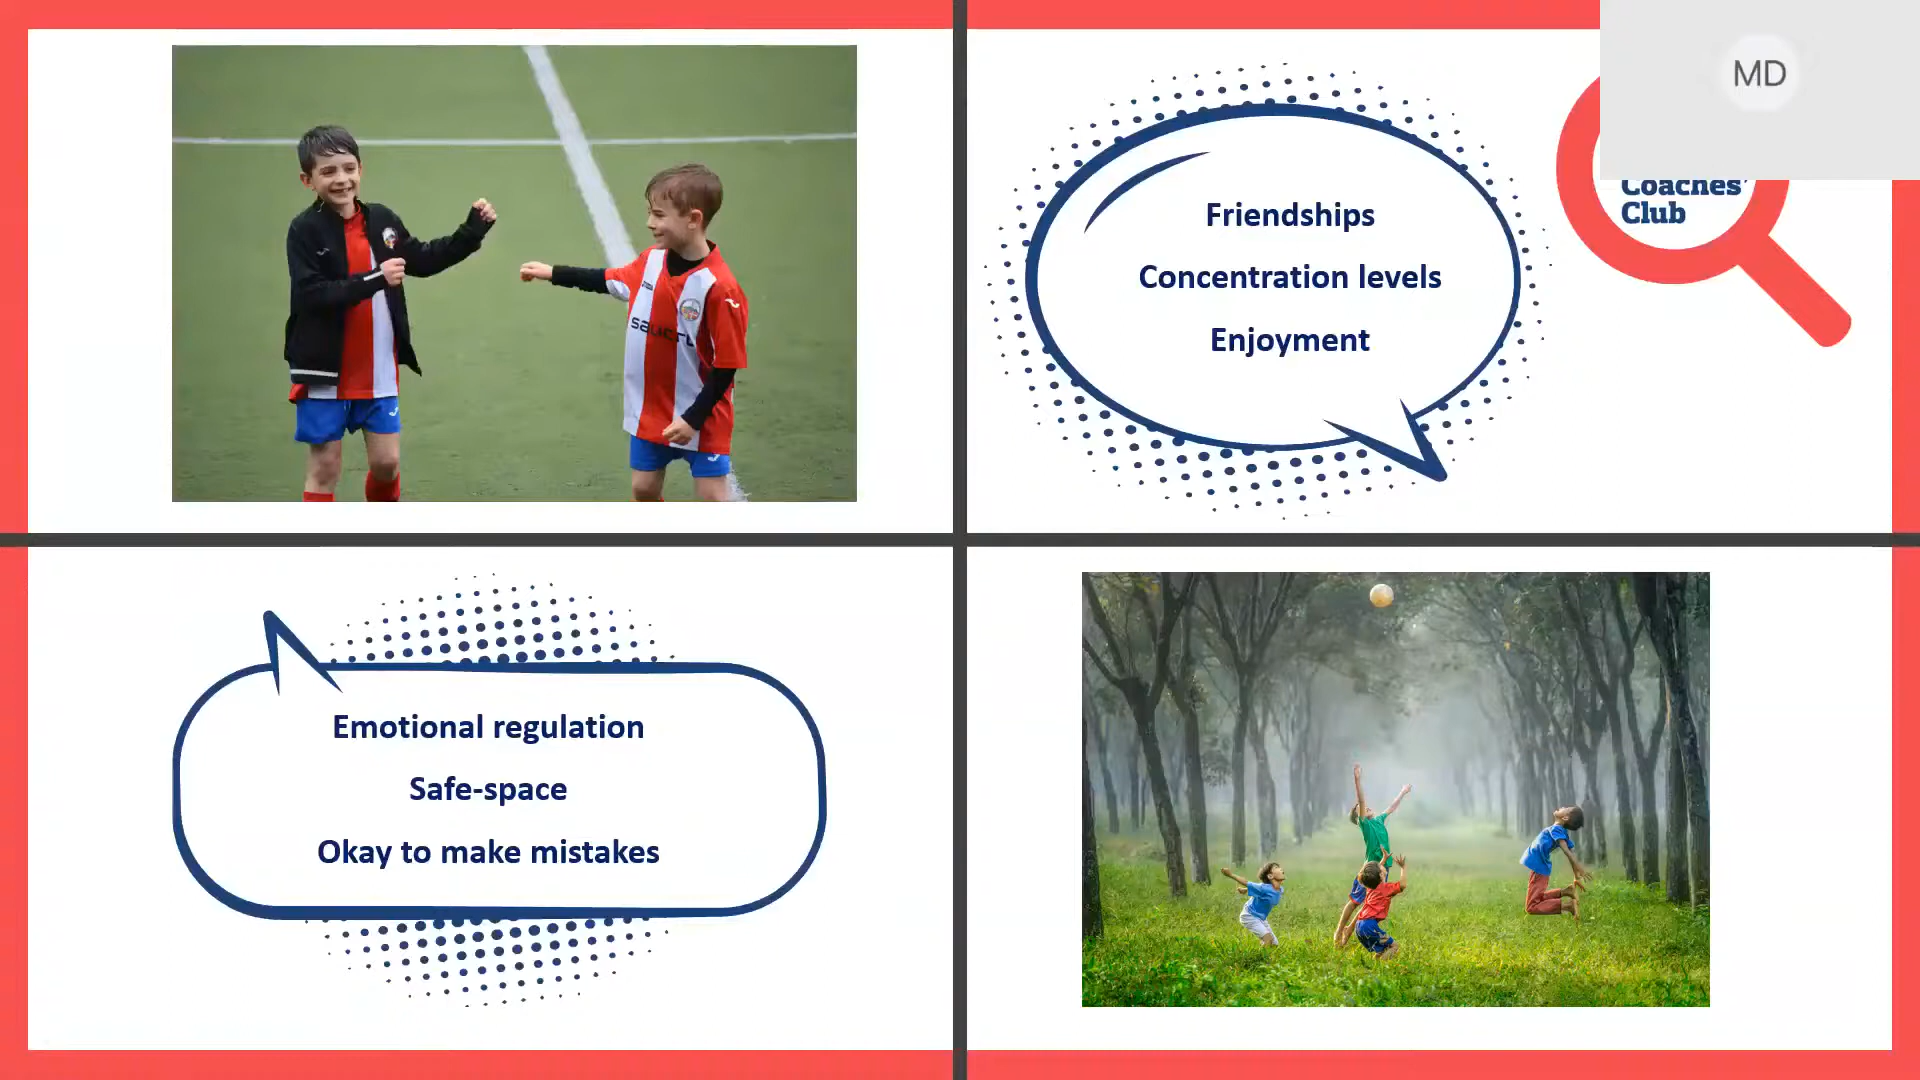 MD
Coaches'
Club
Friendships
Concentration levels
Enjoyment
Emotional regulation
Safe-space
Okay to make mistakes